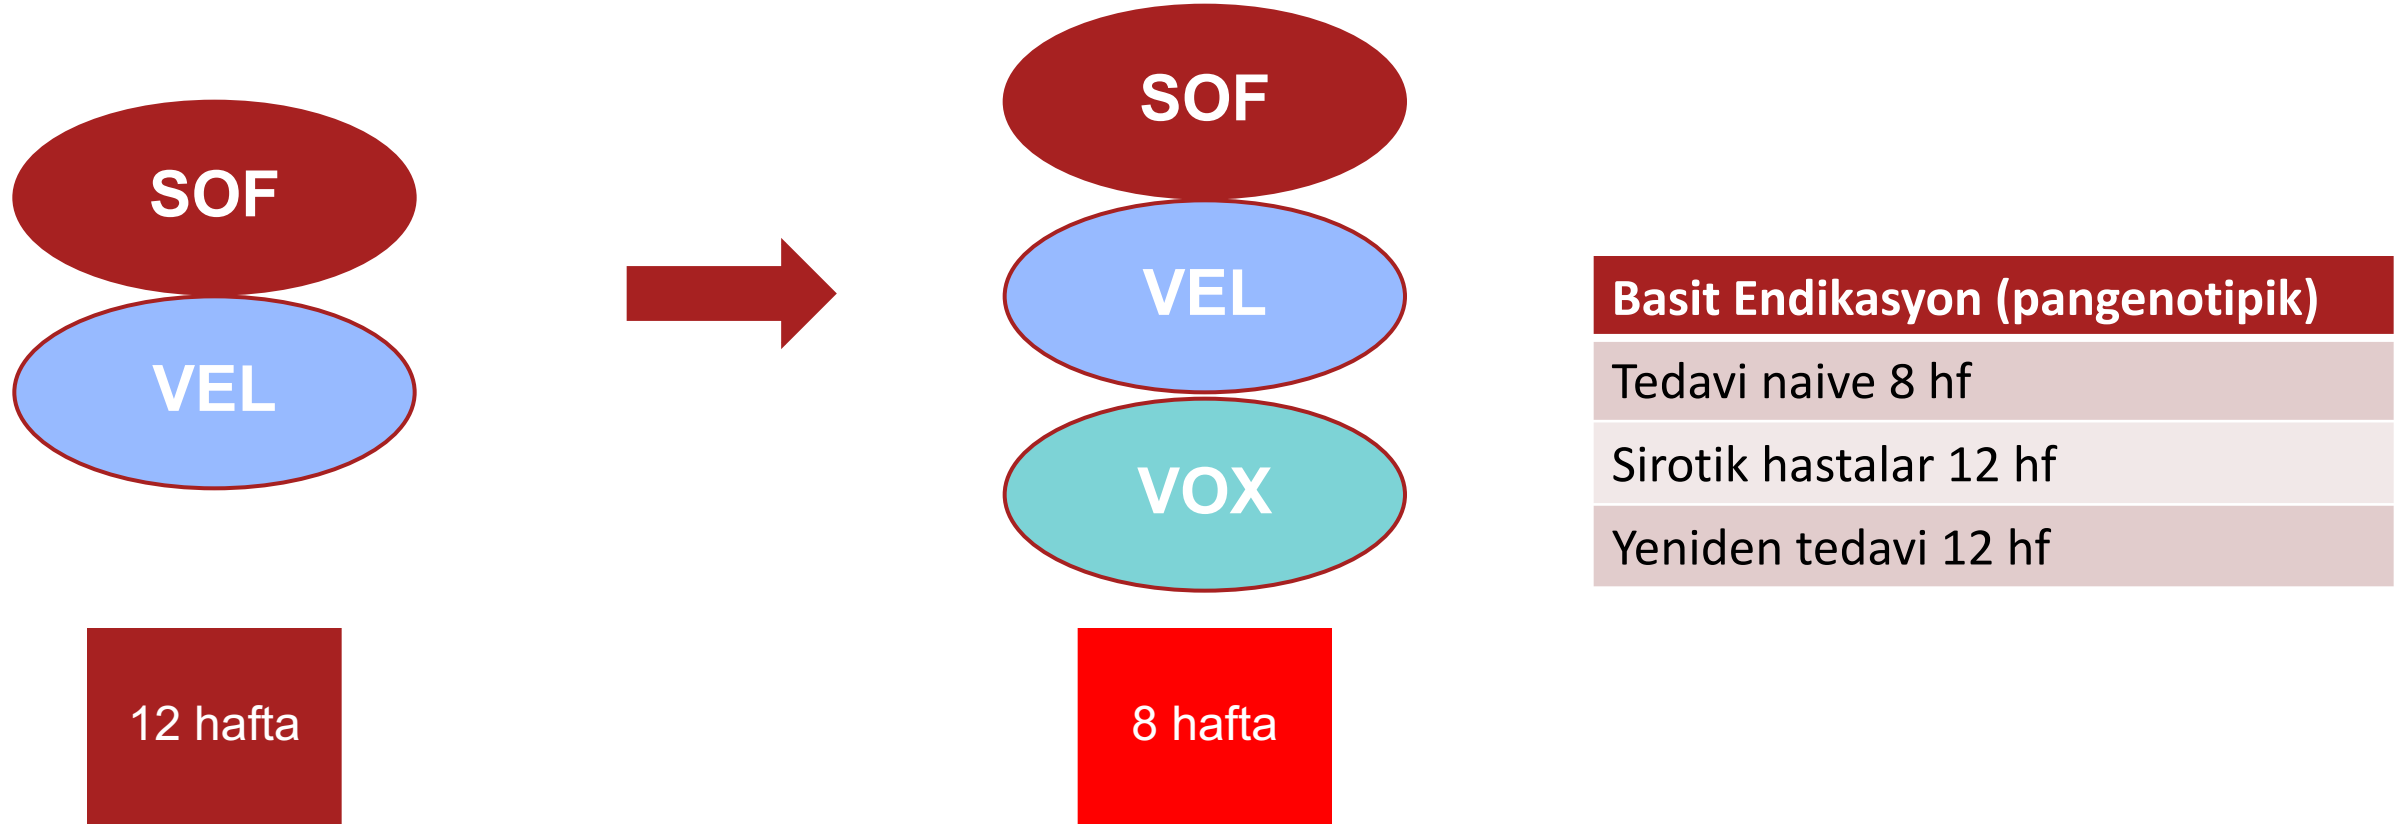 SOF
VEL
12 hafta
SOF
VEL
VOX
8 hafta
Basit Endikasyon (pangenotipik)
Tedavi naive 8 hf
Sirotik hastalar 12 hf
Yeniden tedavi 12 hf